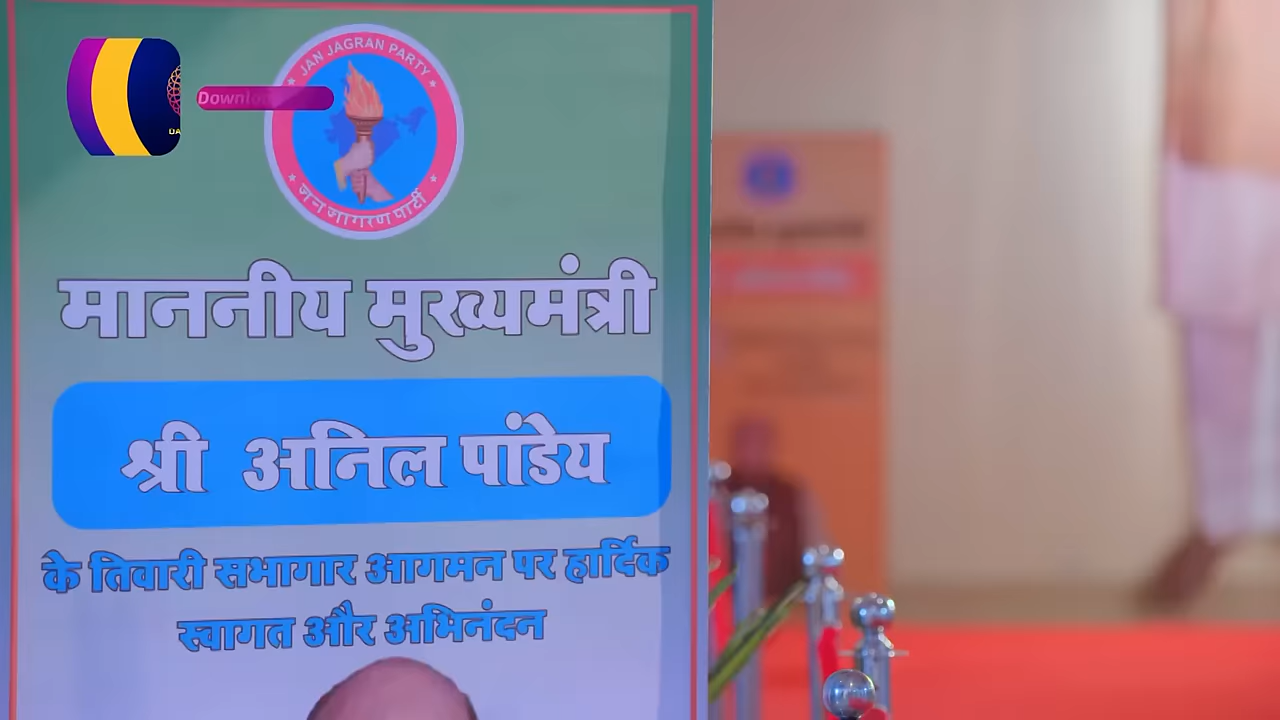 JAN JAGRAN PARTY
जन जागरण पार्टी
माननीय मुख्यमंत्री
श्री अनिल पांडेय
के तिवारी सभागार आगमन पर हार्दिक
स्वागत और अभिनंदन